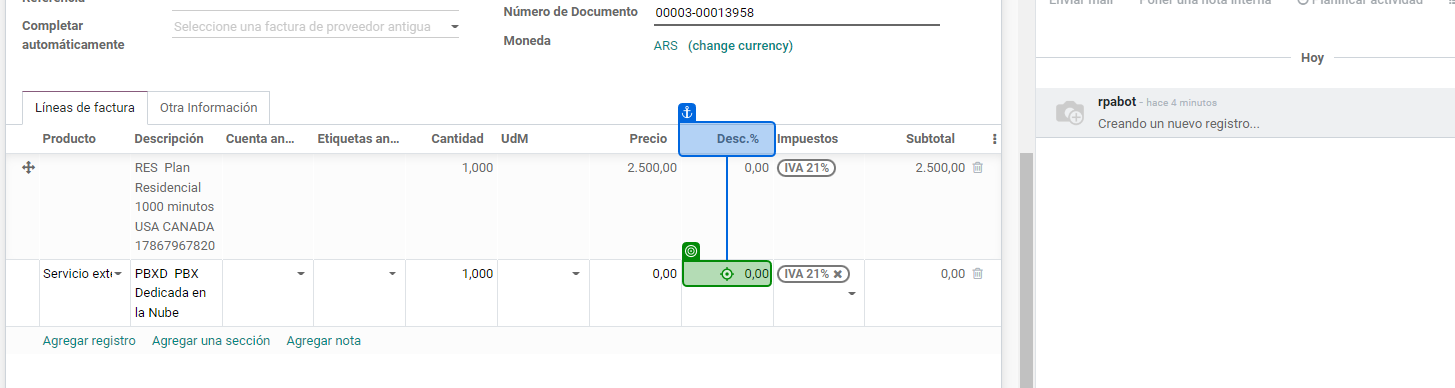 Completar
automáticamente
Seleccione una factura de proveedor antigua
Número de Documento
00003-00013958
Moneda
ARS (change currency)
Líneas de factura
Otra Información
Producto Descripción Cuenta an... Etiquetas an... Cantidad UdM Precio Desc.% Impuestos Subtotal
RES Plan
Residencial
1000 minutos
USA CANADA
17867967820
1,000 2.500,00 0,00 IVA 21% 2.500,00
Servicio exte
PBXD PBX
Dedicada en
la Nube
1,000 0,00 0,00 IVA 21% 0,00
Agregar registro Agregar una sección Agregar nota
Enviar mail Poner una nota interna Planificar actividad
Hoy
rpabot - hace 4 minutos
Creando un nuevo registro...